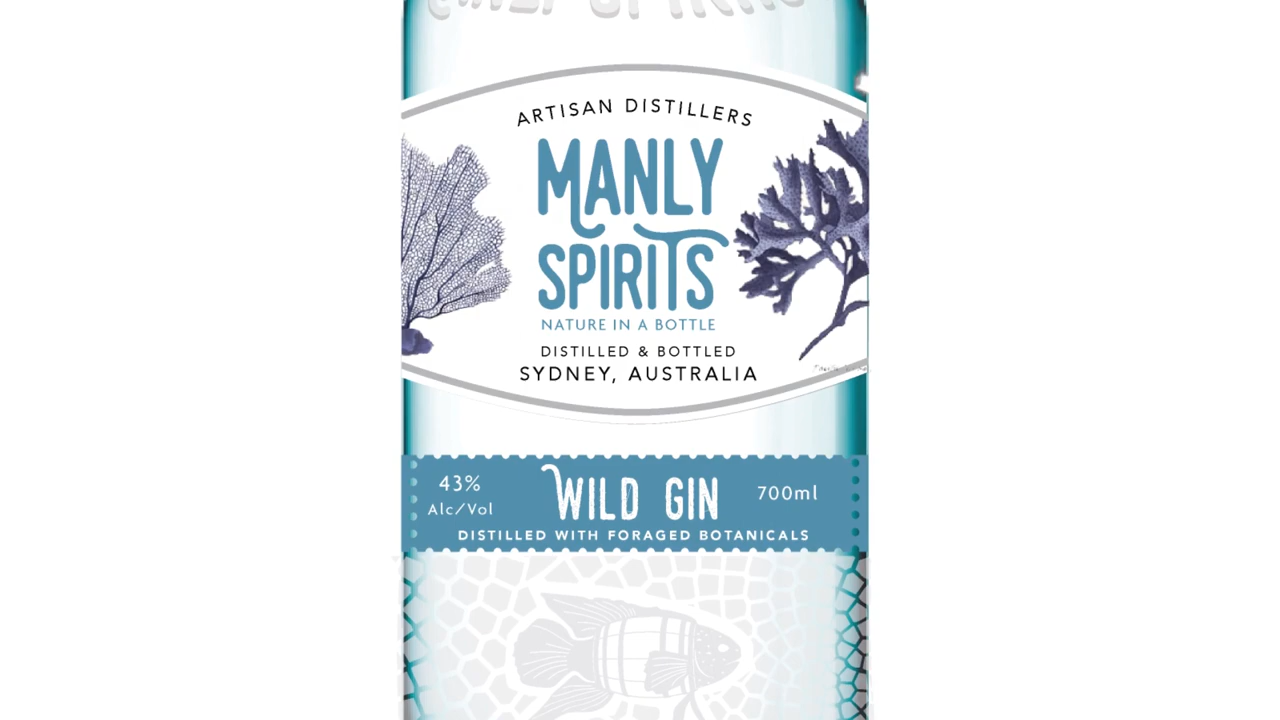 ARTISAN DISTILLERS
MANLY
SPIRITS
NATURE IN A BOTTLE
DISTILLED & BOTTLED
SYDNEY, AUSTRALIA
43%
Alc/Vol
WILD GIN
700ml
DISTILLED WITH FORAGED BOTANICALS